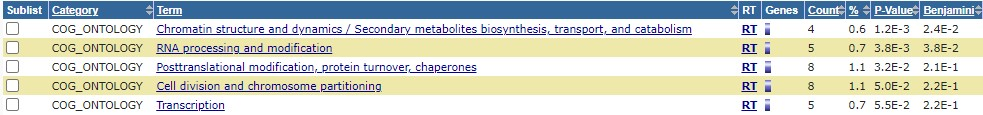 Sublist Category Term RT Genes Count % P-Value Benjamini
COG_ONTOLOGY Chromatin structure and dynamics / Secondary metabolites biosynthesis, transport, and catabolism RT 4 0.6 1.2E-3 2.4E-2
COG_ONTOLOGY RNA processing and modification RT 5 0.7 3.8E-3 3.8E-2
COG_ONTOLOGY Posttranslational modification, protein turnover, chaperones RT 8 1.1 3.2E-2 2.1E-1
COG_ONTOLOGY Cell division and chromosome partitioning RT 8 1.1 5.0E-2 2.2E-1
COG_ONTOLOGY Transcription RT 5 0.7 5.5E-2 2.2E-1